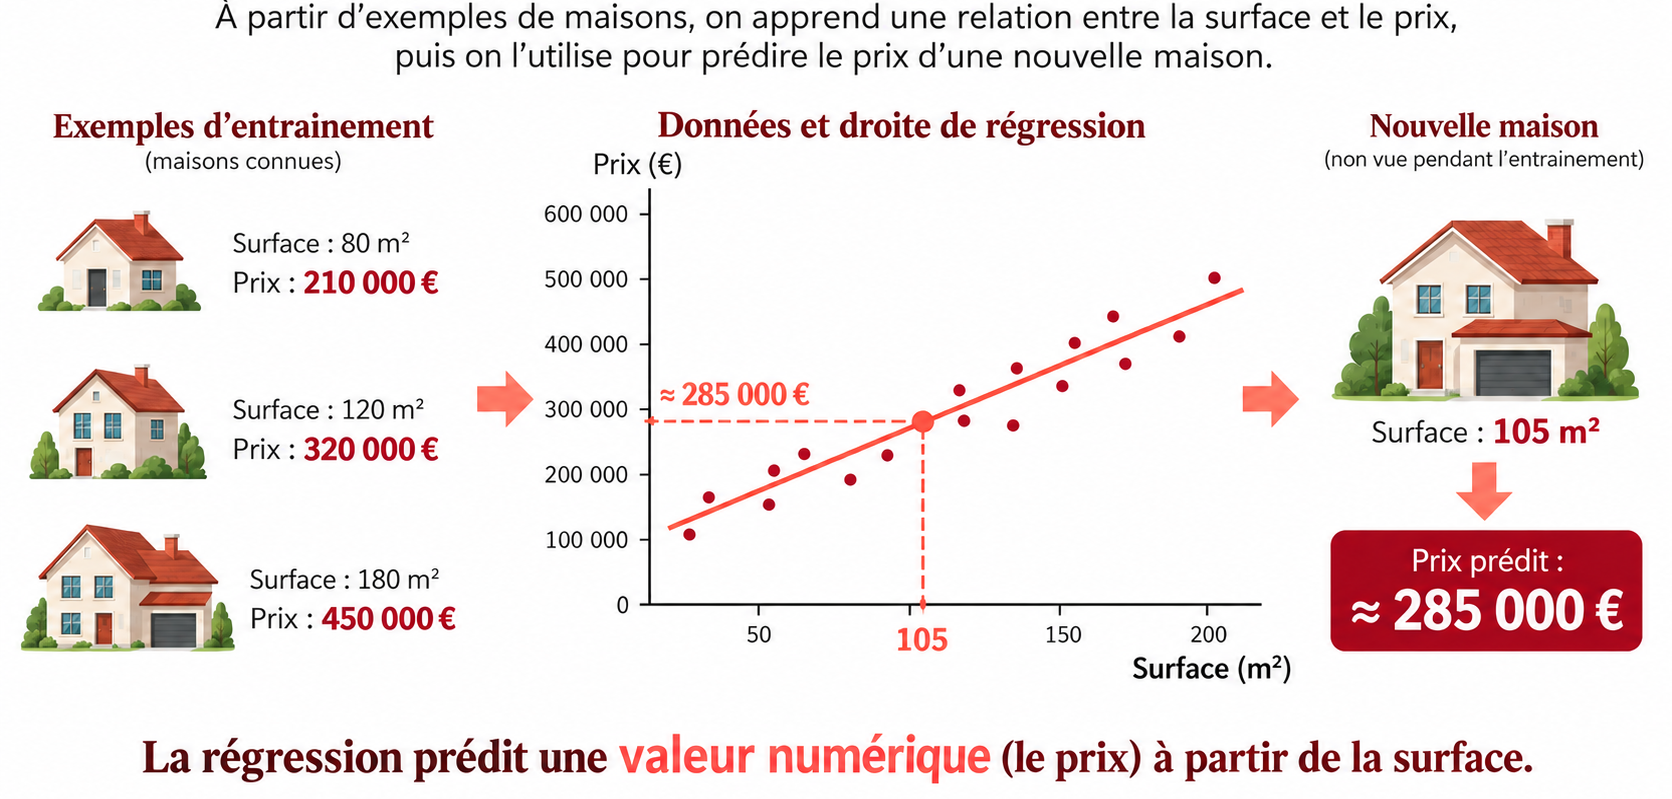 À partir d’exemples de maisons, on apprend une relation entre la surface et le prix,
puis on l’utilise pour prédire le prix d’une nouvelle maison.
Exemples d’entrainement
(maisons connues)
Surface : 80 m²
Prix : 210 000 €
Surface : 120 m²
Prix : 320 000 €
Surface : 180 m²
Prix : 450 000 €
Données et droite de régression
Prix (€)
600 000
500 000
400 000
≈ 285 000 €
300 000
200 000
100 000
0
50
105
150
200
Surface (m²)
Nouvelle maison
(non vue pendant l’entrainement)
Surface : 105 m²
Prix prédit :
≈ 285 000 €
La régression prédit une valeur numérique (le prix) à partir de la surface.